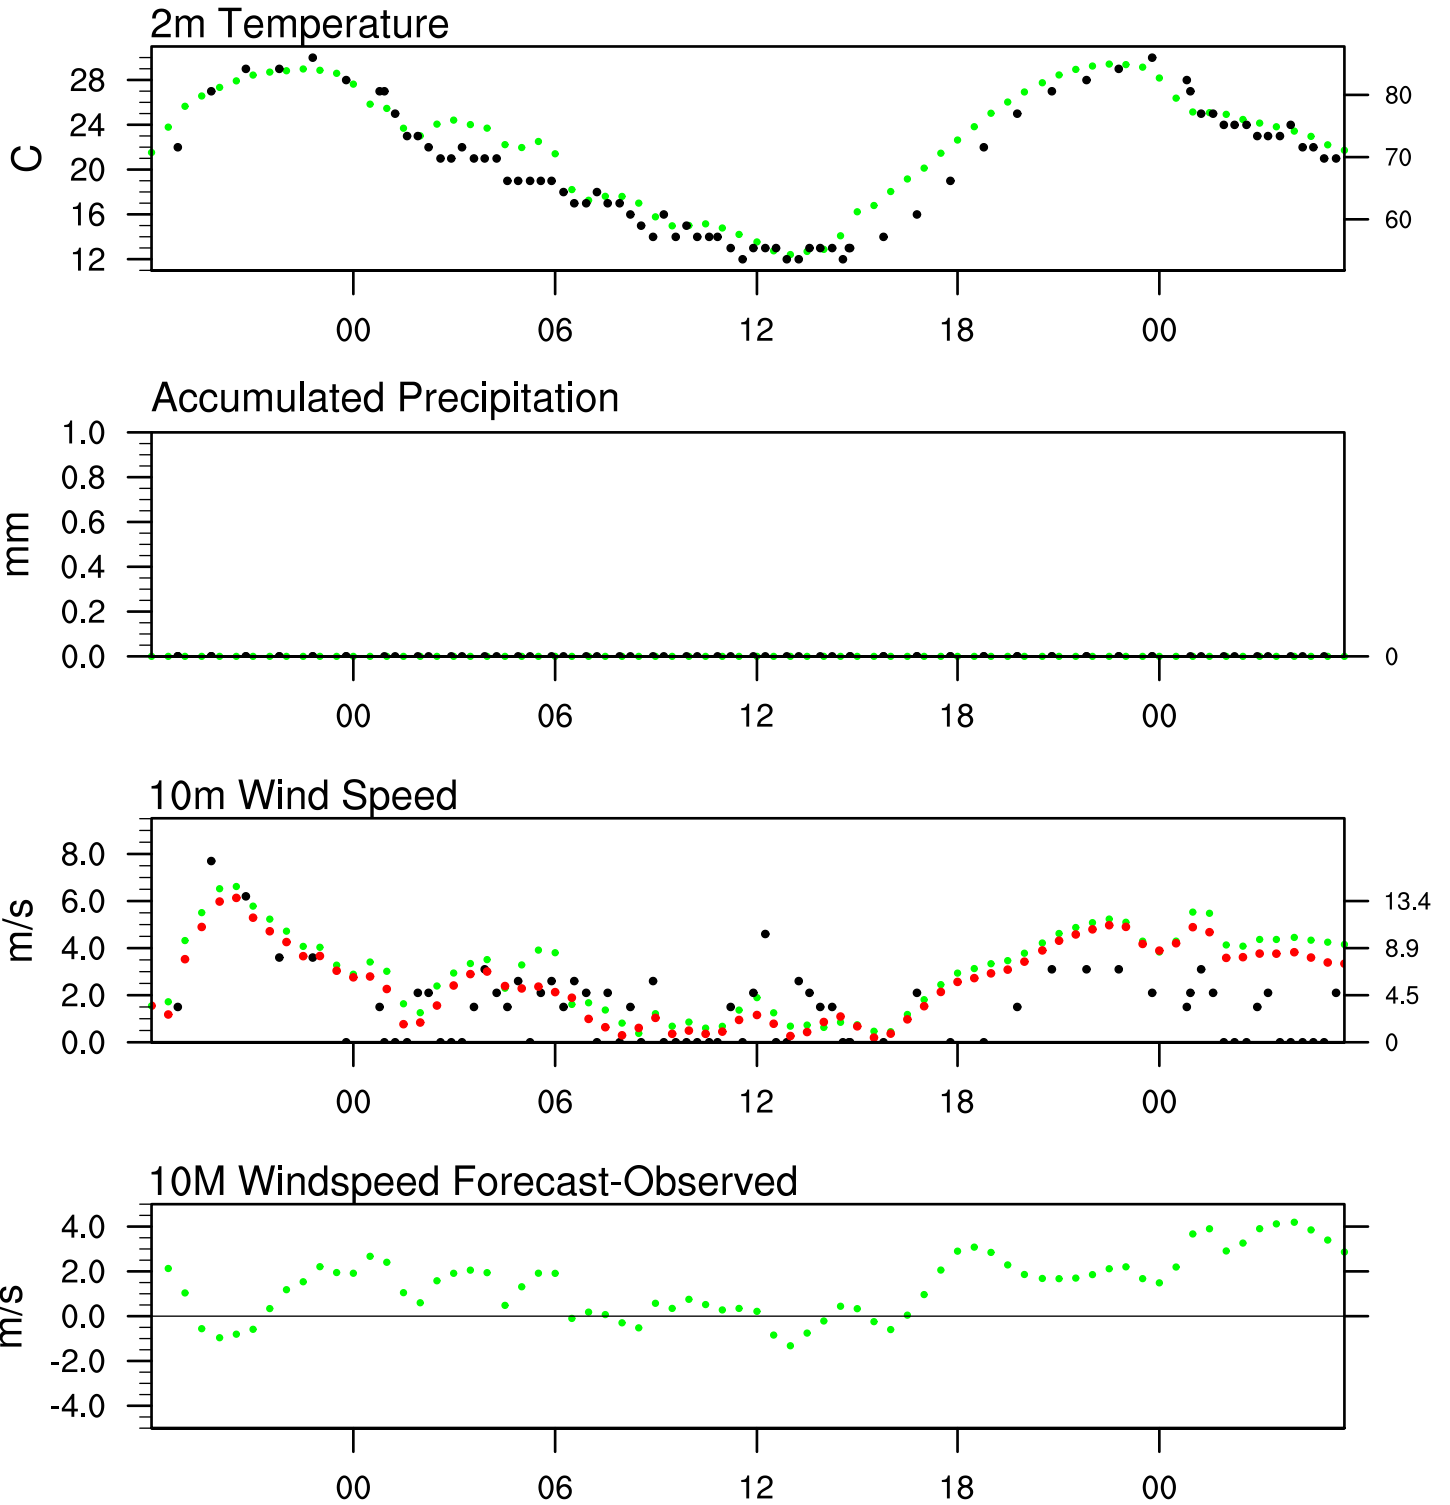 2m Temperature
C
28
24
20
16
12
80
70
60
00 06 12 18 00
Accumulated Precipitation
mm
1.0
0.8
0.6
0.4
0.2
0.0
0
00 06 12 18 00
10m Wind Speed
m/s
8.0
6.0
4.0
2.0
0.0
13.4
8.9
4.5
0
00 06 12 18 00
10M Windspeed Forecast-Observed
m/s
4.0
2.0
0.0
-2.0
-4.0
00 06 12 18 00